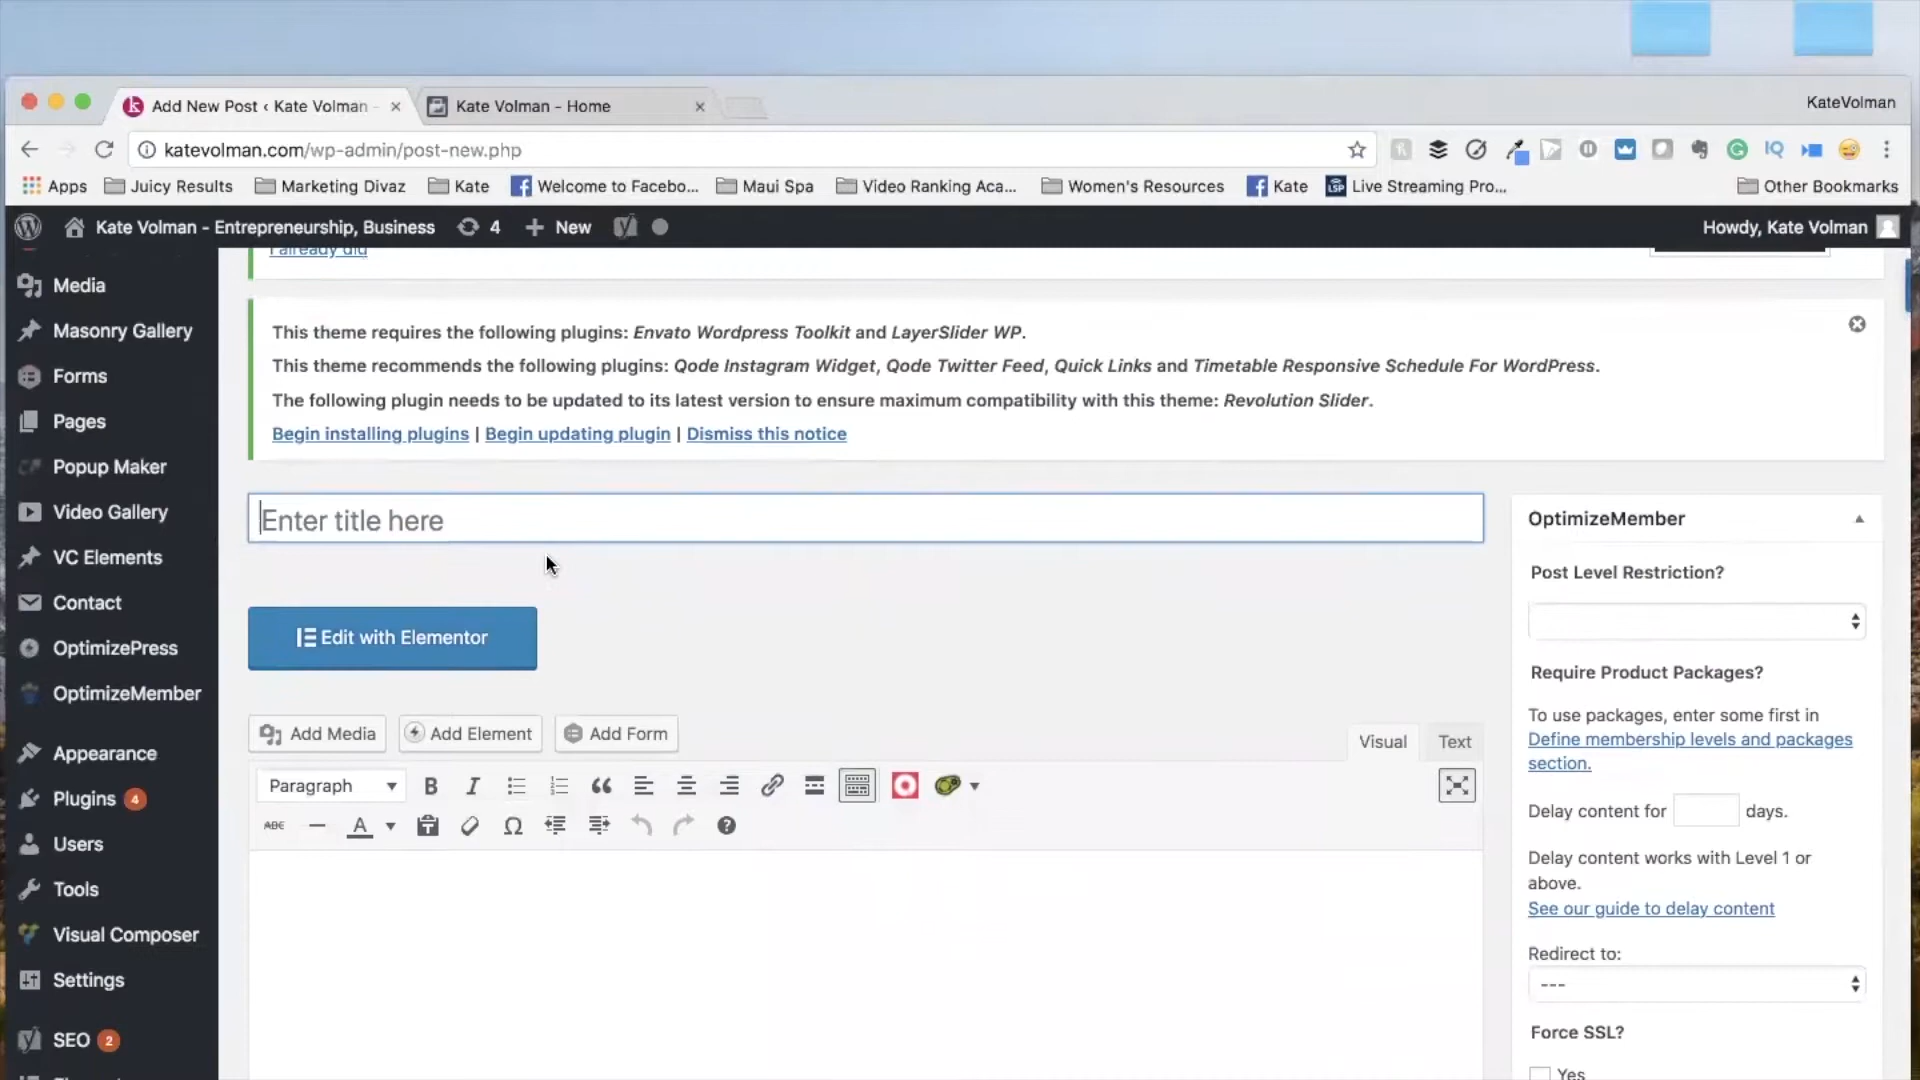 Add New Post ‹ Kate Volman -
Kate Volman - Home
KateVolman
katevolman.com/wp-admin/post-new.php
Apps
Juicy Results
Marketing Divaz
Kate
Welcome to Facebo...
Maui Spa
Video Ranking Aca...
Women's Resources
Kate
Live Streaming Pro...
Other Bookmarks
Kate Volman - Entrepreneurship, Business
4
New
Howdy, Kate Volman
I already did
Media
Masonry Gallery
Forms
Pages
Popup Maker
Video Gallery
VC Elements
Contact
OptimizePress
OptimizeMember
Appearance
Plugins 4
Users
Tools
Visual Composer
Settings
SEO 2
This theme requires the following plugins: Envato Wordpress Toolkit and LayerSlider WP.
This theme recommends the following plugins: Qode Instagram Widget, Qode Twitter Feed, Quick Links and Timetable Responsive Schedule For WordPress.
The following plugin needs to be updated to its latest version to ensure maximum compatibility with this theme: Revolution Slider.
Begin installing plugins | Begin updating plugin | Dismiss this notice
Enter title here
Edit with Elementor
Add Media
Add Element
Add Form
Visual
Text
Paragraph
OptimizeMember
Post Level Restriction?
Require Product Packages?
To use packages, enter some first in
Define membership levels and packages
section.
Delay content for days.
Delay content works with Level 1 or
above.
See our guide to delay content
Redirect to:
---
Force SSL?
Yes